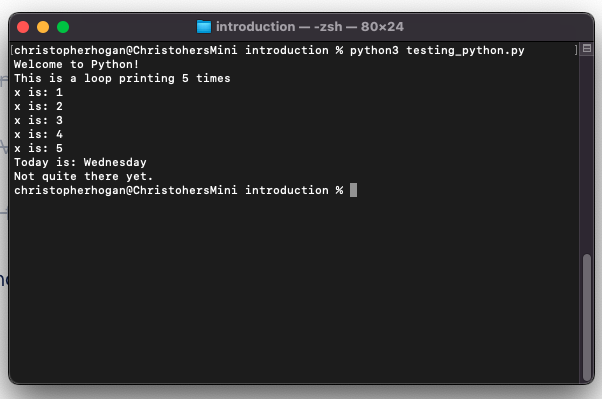 introduction — -zsh — 80×24
[christopherhogan@ChristohersMini introduction % python3 testing_python.py ]
Welcome to Python!
This is a loop printing 5 times
x is: 1
x is: 2
x is: 3
x is: 4
x is: 5
Today is: Wednesday
Not quite there yet.
christopherhogan@ChristohersMini introduction %